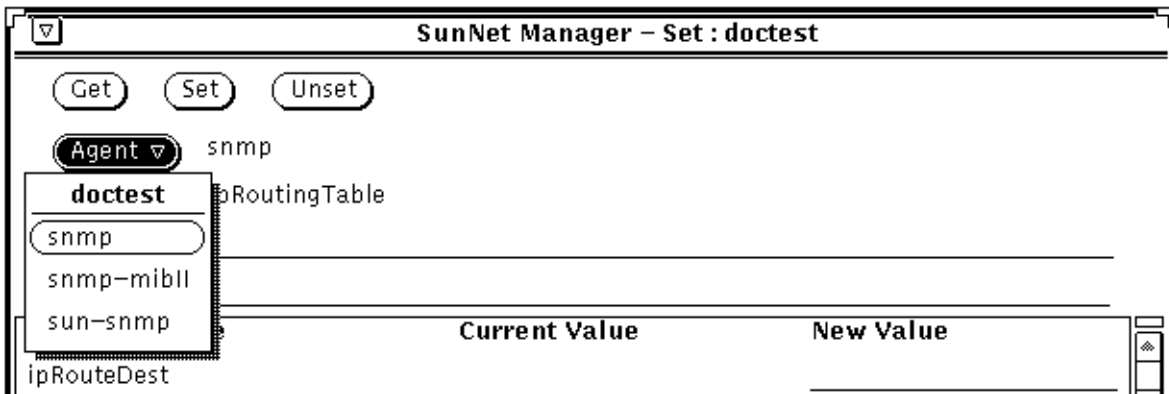 SunNet Manager – Set : doctest
Get Set Unset
Agent snmp
doctest
snmp
snmp–mibII
sun–snmp
pRoutingTable
Current Value New Value
ipRouteDest